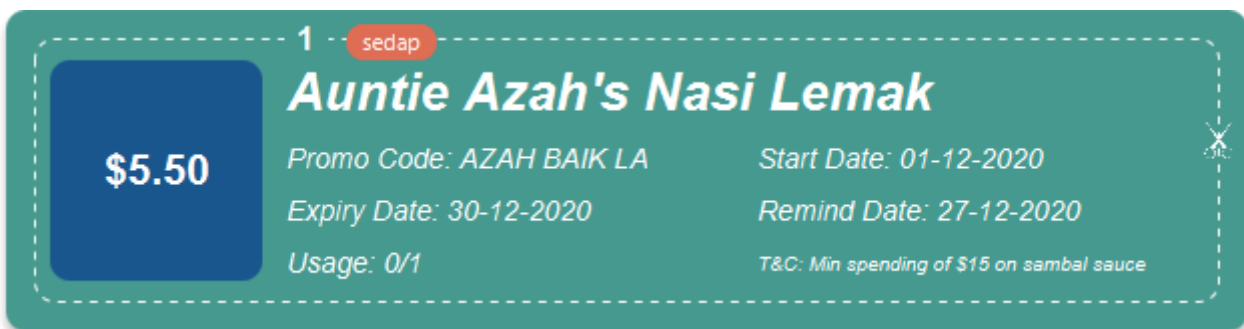 1 sedap
Auntie Azah's Nasi Lemak
$5.50
Promo Code: AZAH BAIK LA
Start Date: 01-12-2020
Expiry Date: 30-12-2020
Remind Date: 27-12-2020
Usage: 0/1
T&C: Min spending of $15 on sambal sauce